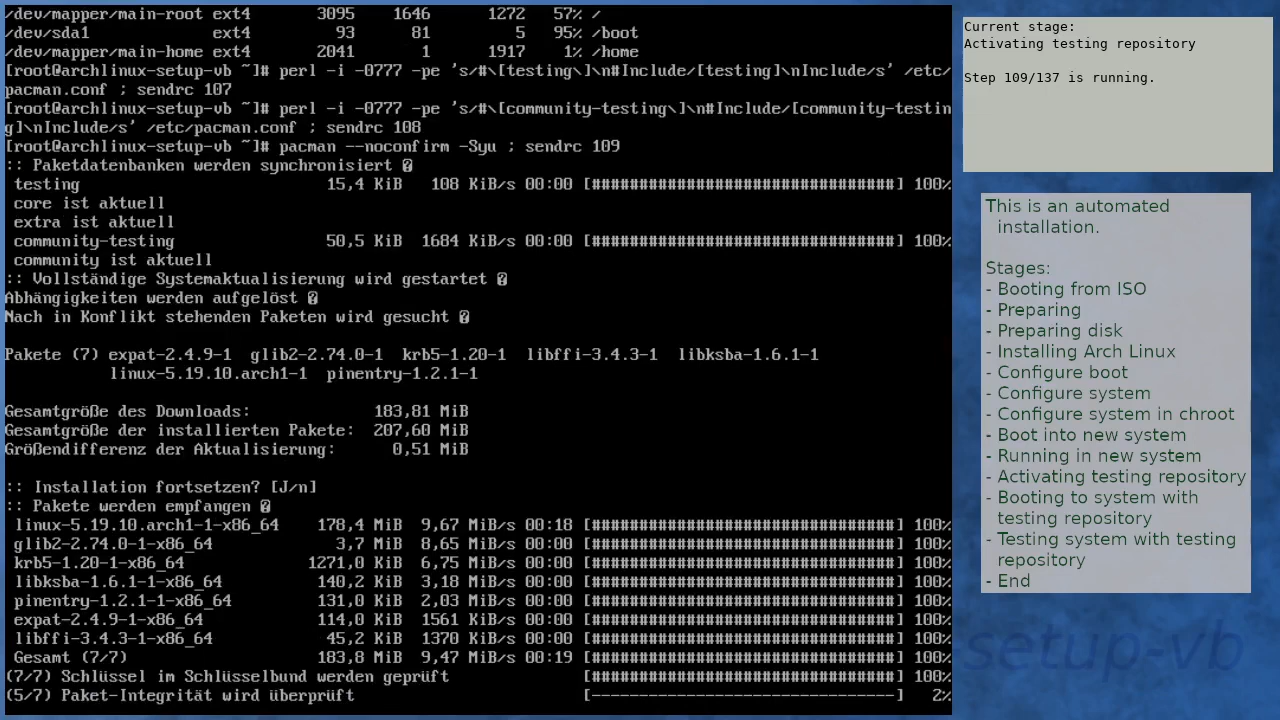 /dev/mapper/main-root ext4       3095    1646      1272   57% /
/dev/sda1             ext4         93      81         5   95% /boot
/dev/mapper/main-home ext4       2041       1      1917    1% /home
[root@archlinux-setup-vb ~]# perl -i -0777 -pe 's/#\[testing\]\n#Include/[testing]\nInclude/s' /etc/
pacman.conf ; sendrc 107
[root@archlinux-setup-vb ~]# perl -i -0777 -pe 's/#\[community-testing\]\n#Include/[community-testin
g]\nInclude/s' /etc/pacman.conf ; sendrc 108
[root@archlinux-setup-vb ~]# pacman --noconfirm -Syu ; sendrc 109
:: Paketdatenbanken werden synchronisiert �
 testing                          15,4 KiB   108 KiB/s 00:00 [################################] 100%
 core ist aktuell
 extra ist aktuell
 community-testing                50,5 KiB  1684 KiB/s 00:00 [################################] 100%
 community ist aktuell
:: Vollständige Systemaktualisierung wird gestartet �
Abhängigkeiten werden aufgelöst �
Nach in Konflikt stehenden Paketen wird gesucht �
Pakete (7) expat-2.4.9-1  glib2-2.74.0-1  krb5-1.20-1  libffi-3.4.3-1  libksba-1.6.1-1
           linux-5.19.10.arch1-1  pinentry-1.2.1-1
Gesamtgröße des Downloads:             183,81 MiB
Gesamtgröße der installierten Pakete:  207,60 MiB
Größendifferenz der Aktualisierung:      0,51 MiB
:: Installation fortsetzen? [J/n]
:: Pakete werden empfangen �
 linux-5.19.10.arch1-1-x86_64    178,4 MiB  9,67 MiB/s 00:18 [################################] 100%
 glib2-2.74.0-1-x86_64             3,7 MiB  8,65 MiB/s 00:00 [################################] 100%
 krb5-1.20-1-x86_64             1271,0 KiB  6,75 MiB/s 00:00 [################################] 100%
 libksba-1.6.1-1-x86_64          140,2 KiB  3,18 MiB/s 00:00 [################################] 100%
 pinentry-1.2.1-1-x86_64         131,0 KiB  2,03 MiB/s 00:00 [################################] 100%
 expat-2.4.9-1-x86_64            114,0 KiB  1561 KiB/s 00:00 [################################] 100%
 libffi-3.4.3-1-x86_64            45,2 KiB  1370 KiB/s 00:00 [################################] 100%
 Gesamt (7/7)                    183,8 MiB  9,47 MiB/s 00:19 [################################] 100%
(7/7) Schlüssel im Schlüsselbund werden geprüft              [################################] 100%
(5/7) Paket-Integrität wird überprüft                        [--------------------------------]   2%
Current stage:
Activating testing repository
Step 109/137 is running.
This is an automated
installation.
Stages:
- Booting from ISO
- Preparing
- Preparing disk
- Installing Arch Linux
- Configure boot
- Configure system
- Configure system in chroot
- Boot into new system
- Running in new system
- Activating testing repository
- Booting to system with
testing repository
- Testing system with testing
repository
- End
setup-vb